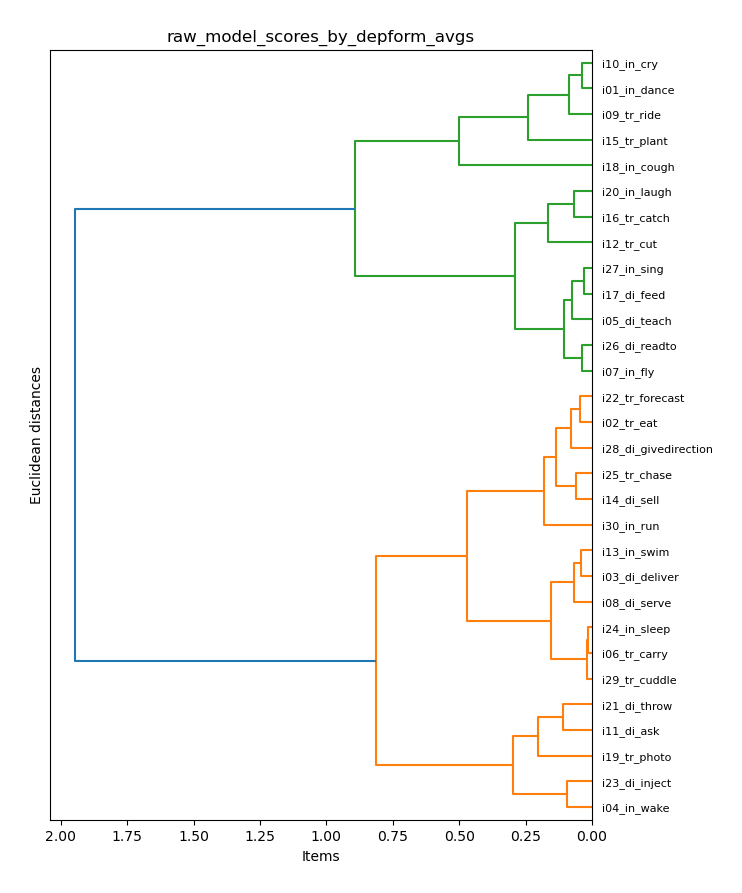 raw_model_scores_by_depform_avgs
i10_in_cry
i01_in_dance
i09_tr_ride
i15_tr_plant
i18_in_cough
i20_in_laugh
i16_tr_catch
i12_tr_cut
i27_in_sing
i17_di_feed
i05_di_teach
i26_di_readto
i07_in_fly
i22_tr_forecast
i02_tr_eat
i28_di_givedirection
i25_tr_chase
i14_di_sell
i30_in_run
i13_in_swim
i03_di_deliver
i08_di_serve
i24_in_sleep
i06_tr_carry
i29_tr_cuddle
i21_di_throw
i11_di_ask
i19_tr_photo
i23_di_inject
i04_in_wake
Euclidean distances
2.00 1.75 1.50 1.25 1.00 0.75 0.50 0.25 0.00
Items